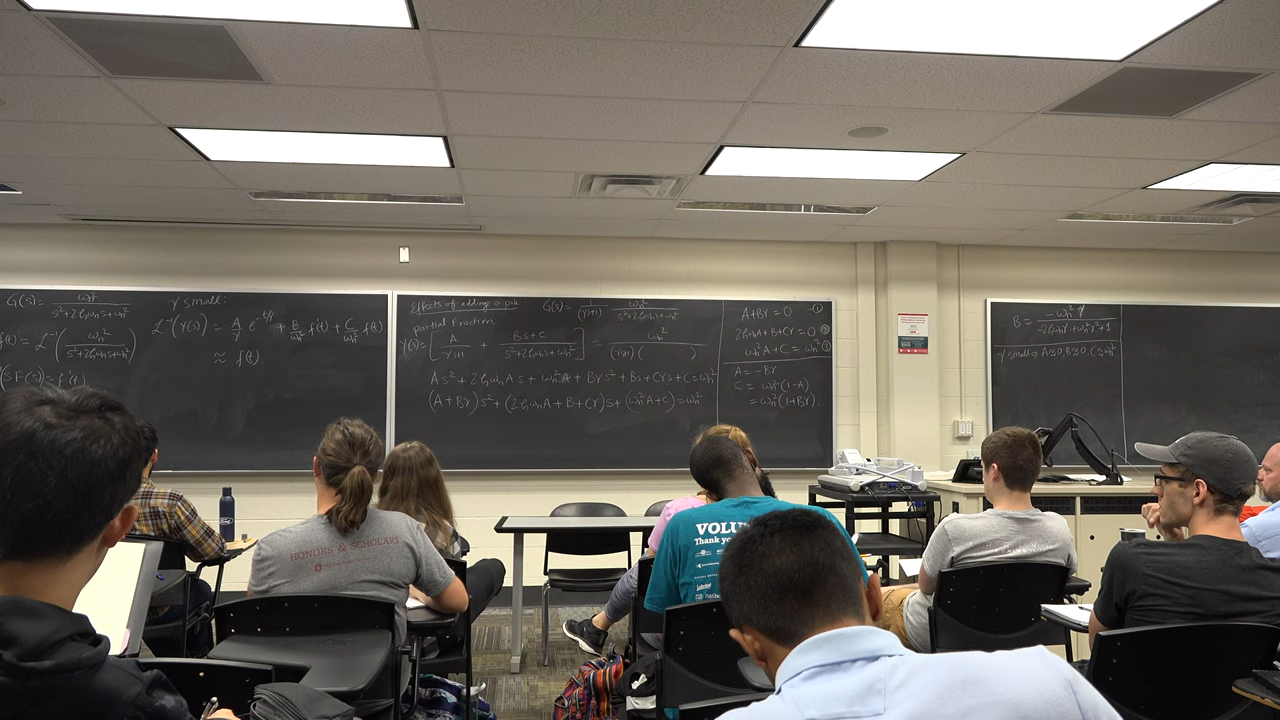 G(s) = ωn² / (s²+2ζωns+ωn²)
γ small:
f(t) = ℒ⁻¹(ωn² / (s²+2ζωns+ωn²))
ℒ⁻¹(Y(s)) = A/γ e^(-t/γ) + B/ωn² f'(t) + C/ωn² f(t)
≈ f(t)
(SF(s) = f'(t)
Effects of adding a pole:
G(s) = 1/(γs+1) ωn² / (s²+2ζωns+ωn²)
Partial Fraction
Y(s) = [A/(γs+1) + (Bs+C)/(s²+2ζωns+ωn²)] = ωn² / (γs+1)( )
As²+2ζωnAs+ωn²A+Bγs²+Bs+Cγs+C=ωn²
(A+Bγ)s²+(2ζωnA+B+Cγ)s+(ωn²A+C)=ωn²
A+Bγ=0 ①
2ζωnA+B+Cγ=0 ②
ωn²A+C=ωn² ③
A=-Bγ
C = ωn²(1-A)
=ωn²(1+Bγ).
B = -ωn²γ / (-2ζωnγ+ωn²γ²+1)
γ small ⇒ A≈0, B≈0, C≈ωn²
HONORS & SCHOLARS
VOLU
Thank yo
Ford